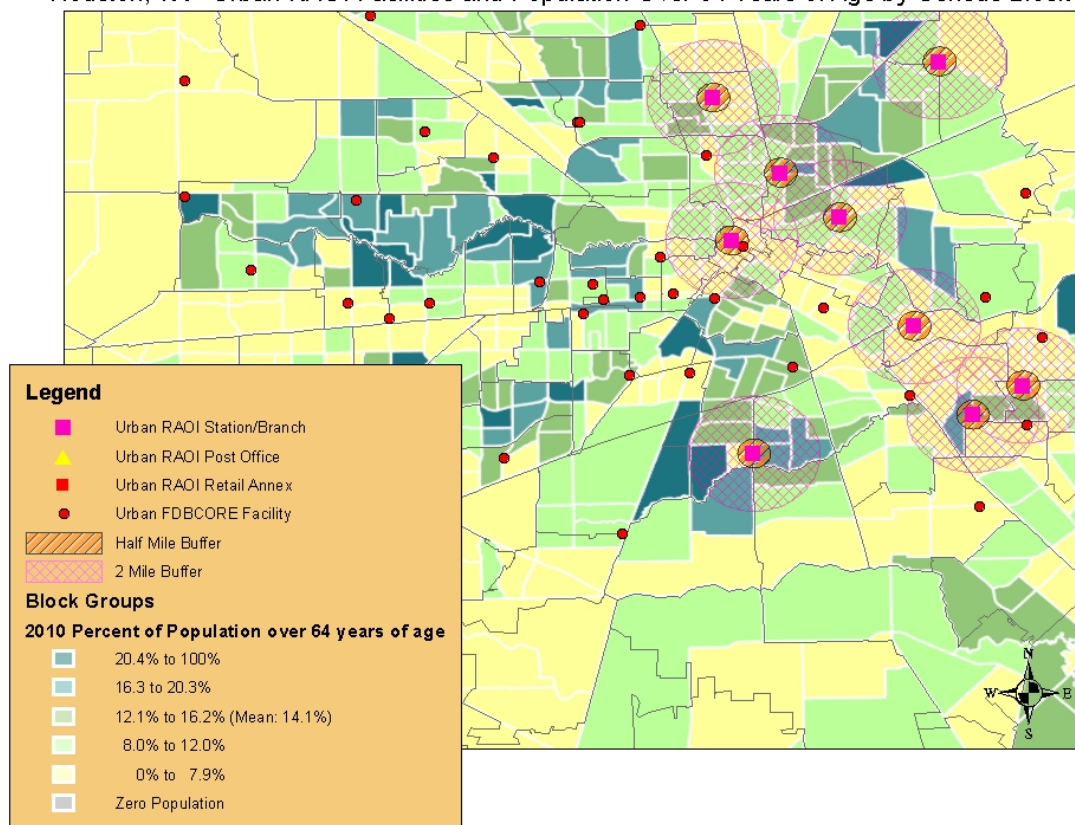 Legend
Urban RAOI Station/Branch
Urban RAOI Post Office
Urban RAOI Retail Annex
Urban FDBCORE Facility
Half Mile Buffer
2 Mile Buffer
Block Groups
2010 Percent of Population over 64 years of age
20.4% to 100%
16.3 to 20.3%
12.1% to 16.2% (Mean: 14.1%)
8.0% to 12.0%
0% to 7.9%
Zero Population
N
W E
S